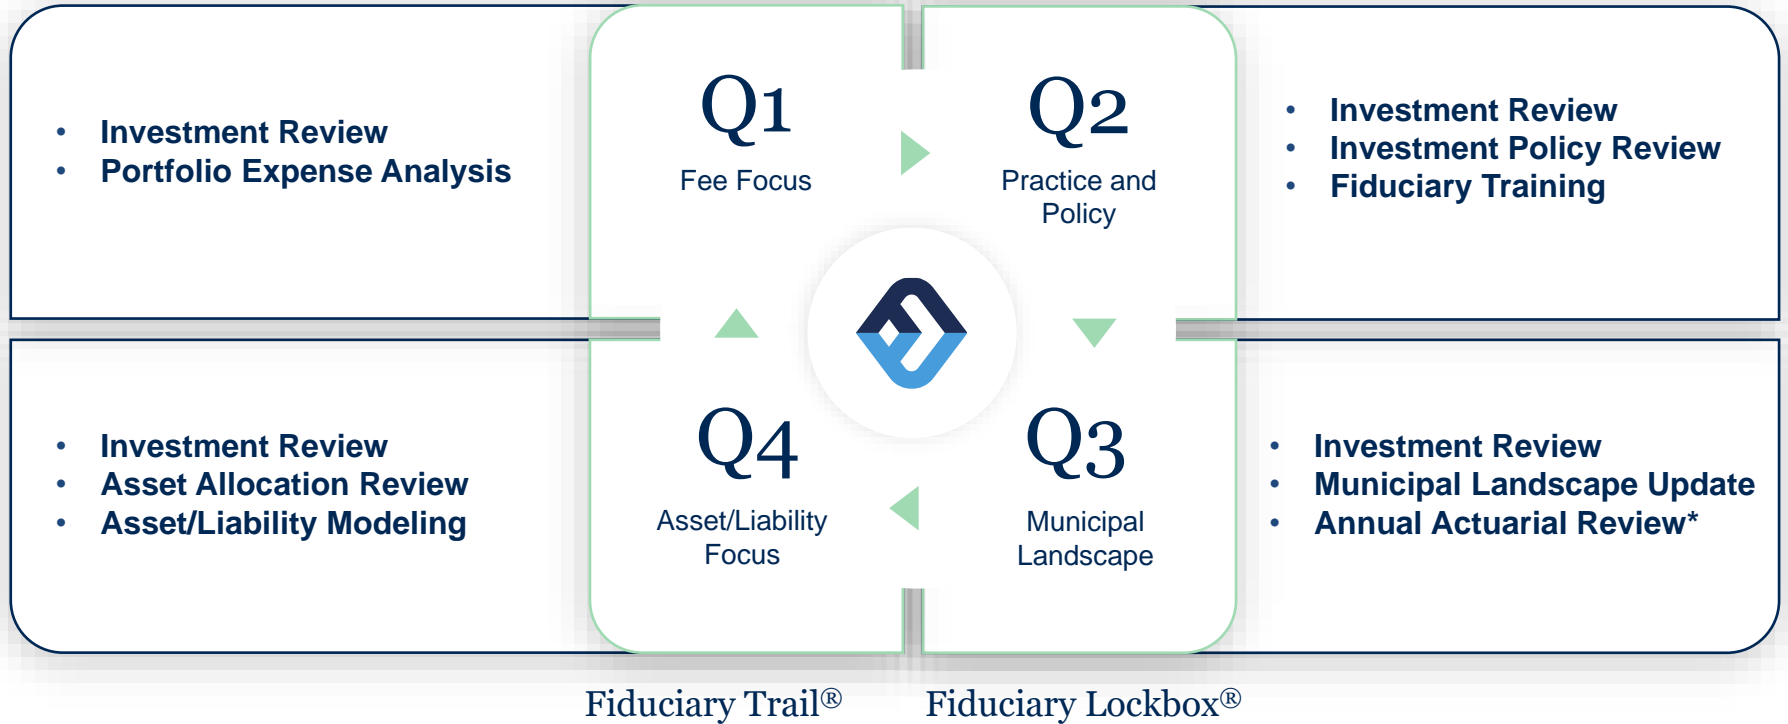 • Investment Review
• Portfolio Expense Analysis
Q1
Fee Focus
Q2
Practice and
Policy
• Investment Review
• Investment Policy Review
• Fiduciary Training
• Investment Review
• Asset Allocation Review
• Asset/Liability Modeling
Q4
Asset/Liability
Focus
Q3
Municipal
Landscape
• Investment Review
• Municipal Landscape Update
• Annual Actuarial Review*
Fiduciary Trail®
Fiduciary Lockbox®